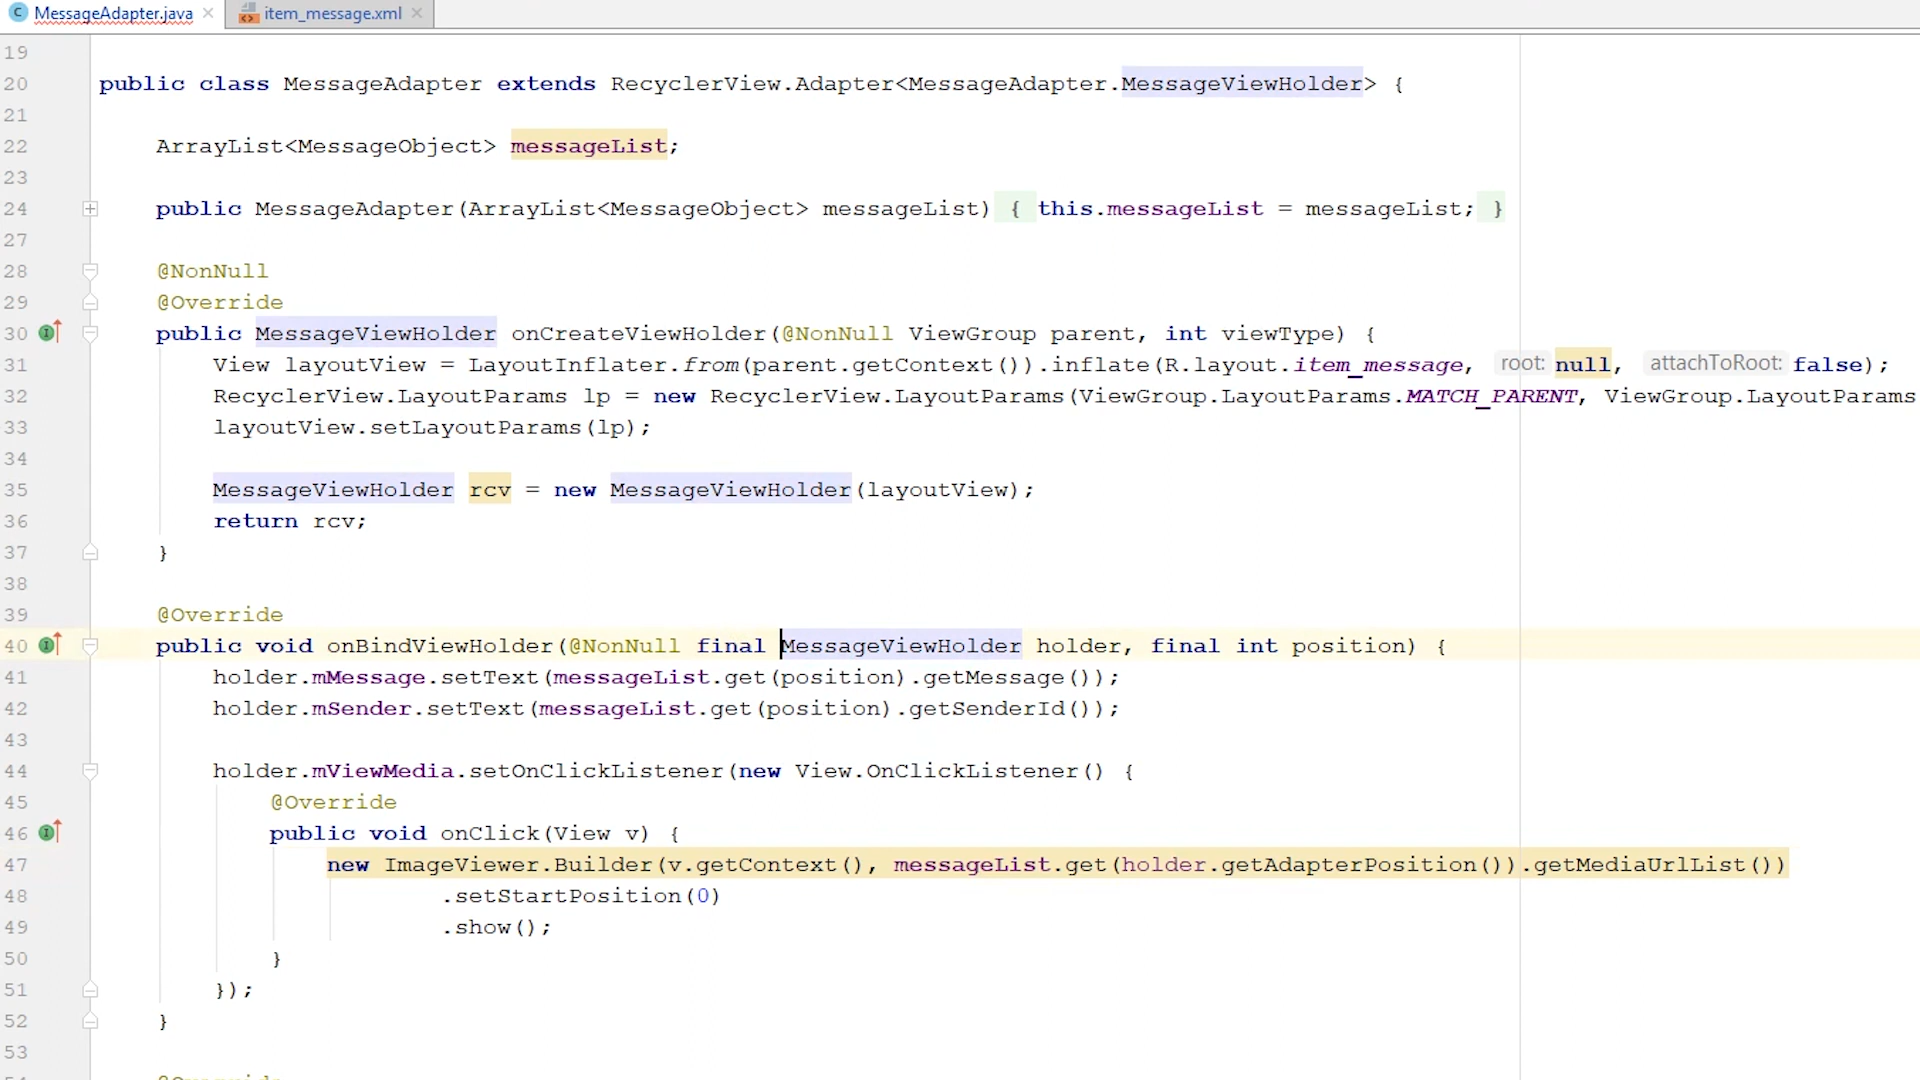 MessageAdapter.java × item_message.xml ×
19
20 public class MessageAdapter extends RecyclerView.Adapter<MessageAdapter.MessageViewHolder> {
21
22 ArrayList<MessageObject> messageList;
23
24 public MessageAdapter(ArrayList<MessageObject> messageList) { this.messageList = messageList; }
27
28 @NonNull
29 @Override
30 public MessageViewHolder onCreateViewHolder(@NonNull ViewGroup parent, int viewType) {
31 View layoutView = LayoutInflater.from(parent.getContext()).inflate(R.layout.item_message, root: null, attachToRoot: false);
32 RecyclerView.LayoutParams lp = new RecyclerView.LayoutParams(ViewGroup.LayoutParams.MATCH_PARENT, ViewGroup.LayoutParams
33 layoutView.setLayoutParams(lp);
34
35 MessageViewHolder rcv = new MessageViewHolder(layoutView);
36 return rcv;
37 }
38
39 @Override
40 public void onBindViewHolder(@NonNull final MessageViewHolder holder, final int position) {
41 holder.mMessage.setText(messageList.get(position).getMessage());
42 holder.mSender.setText(messageList.get(position).getSenderId());
43
44 holder.mViewMedia.setOnClickListener(new View.OnClickListener() {
45 @Override
46 public void onClick(View v) {
47 new ImageViewer.Builder(v.getContext(), messageList.get(holder.getAdapterPosition()).getMediaUrlList())
48 .setStartPosition(0)
49 .show();
50 }
51 });
52 }
53